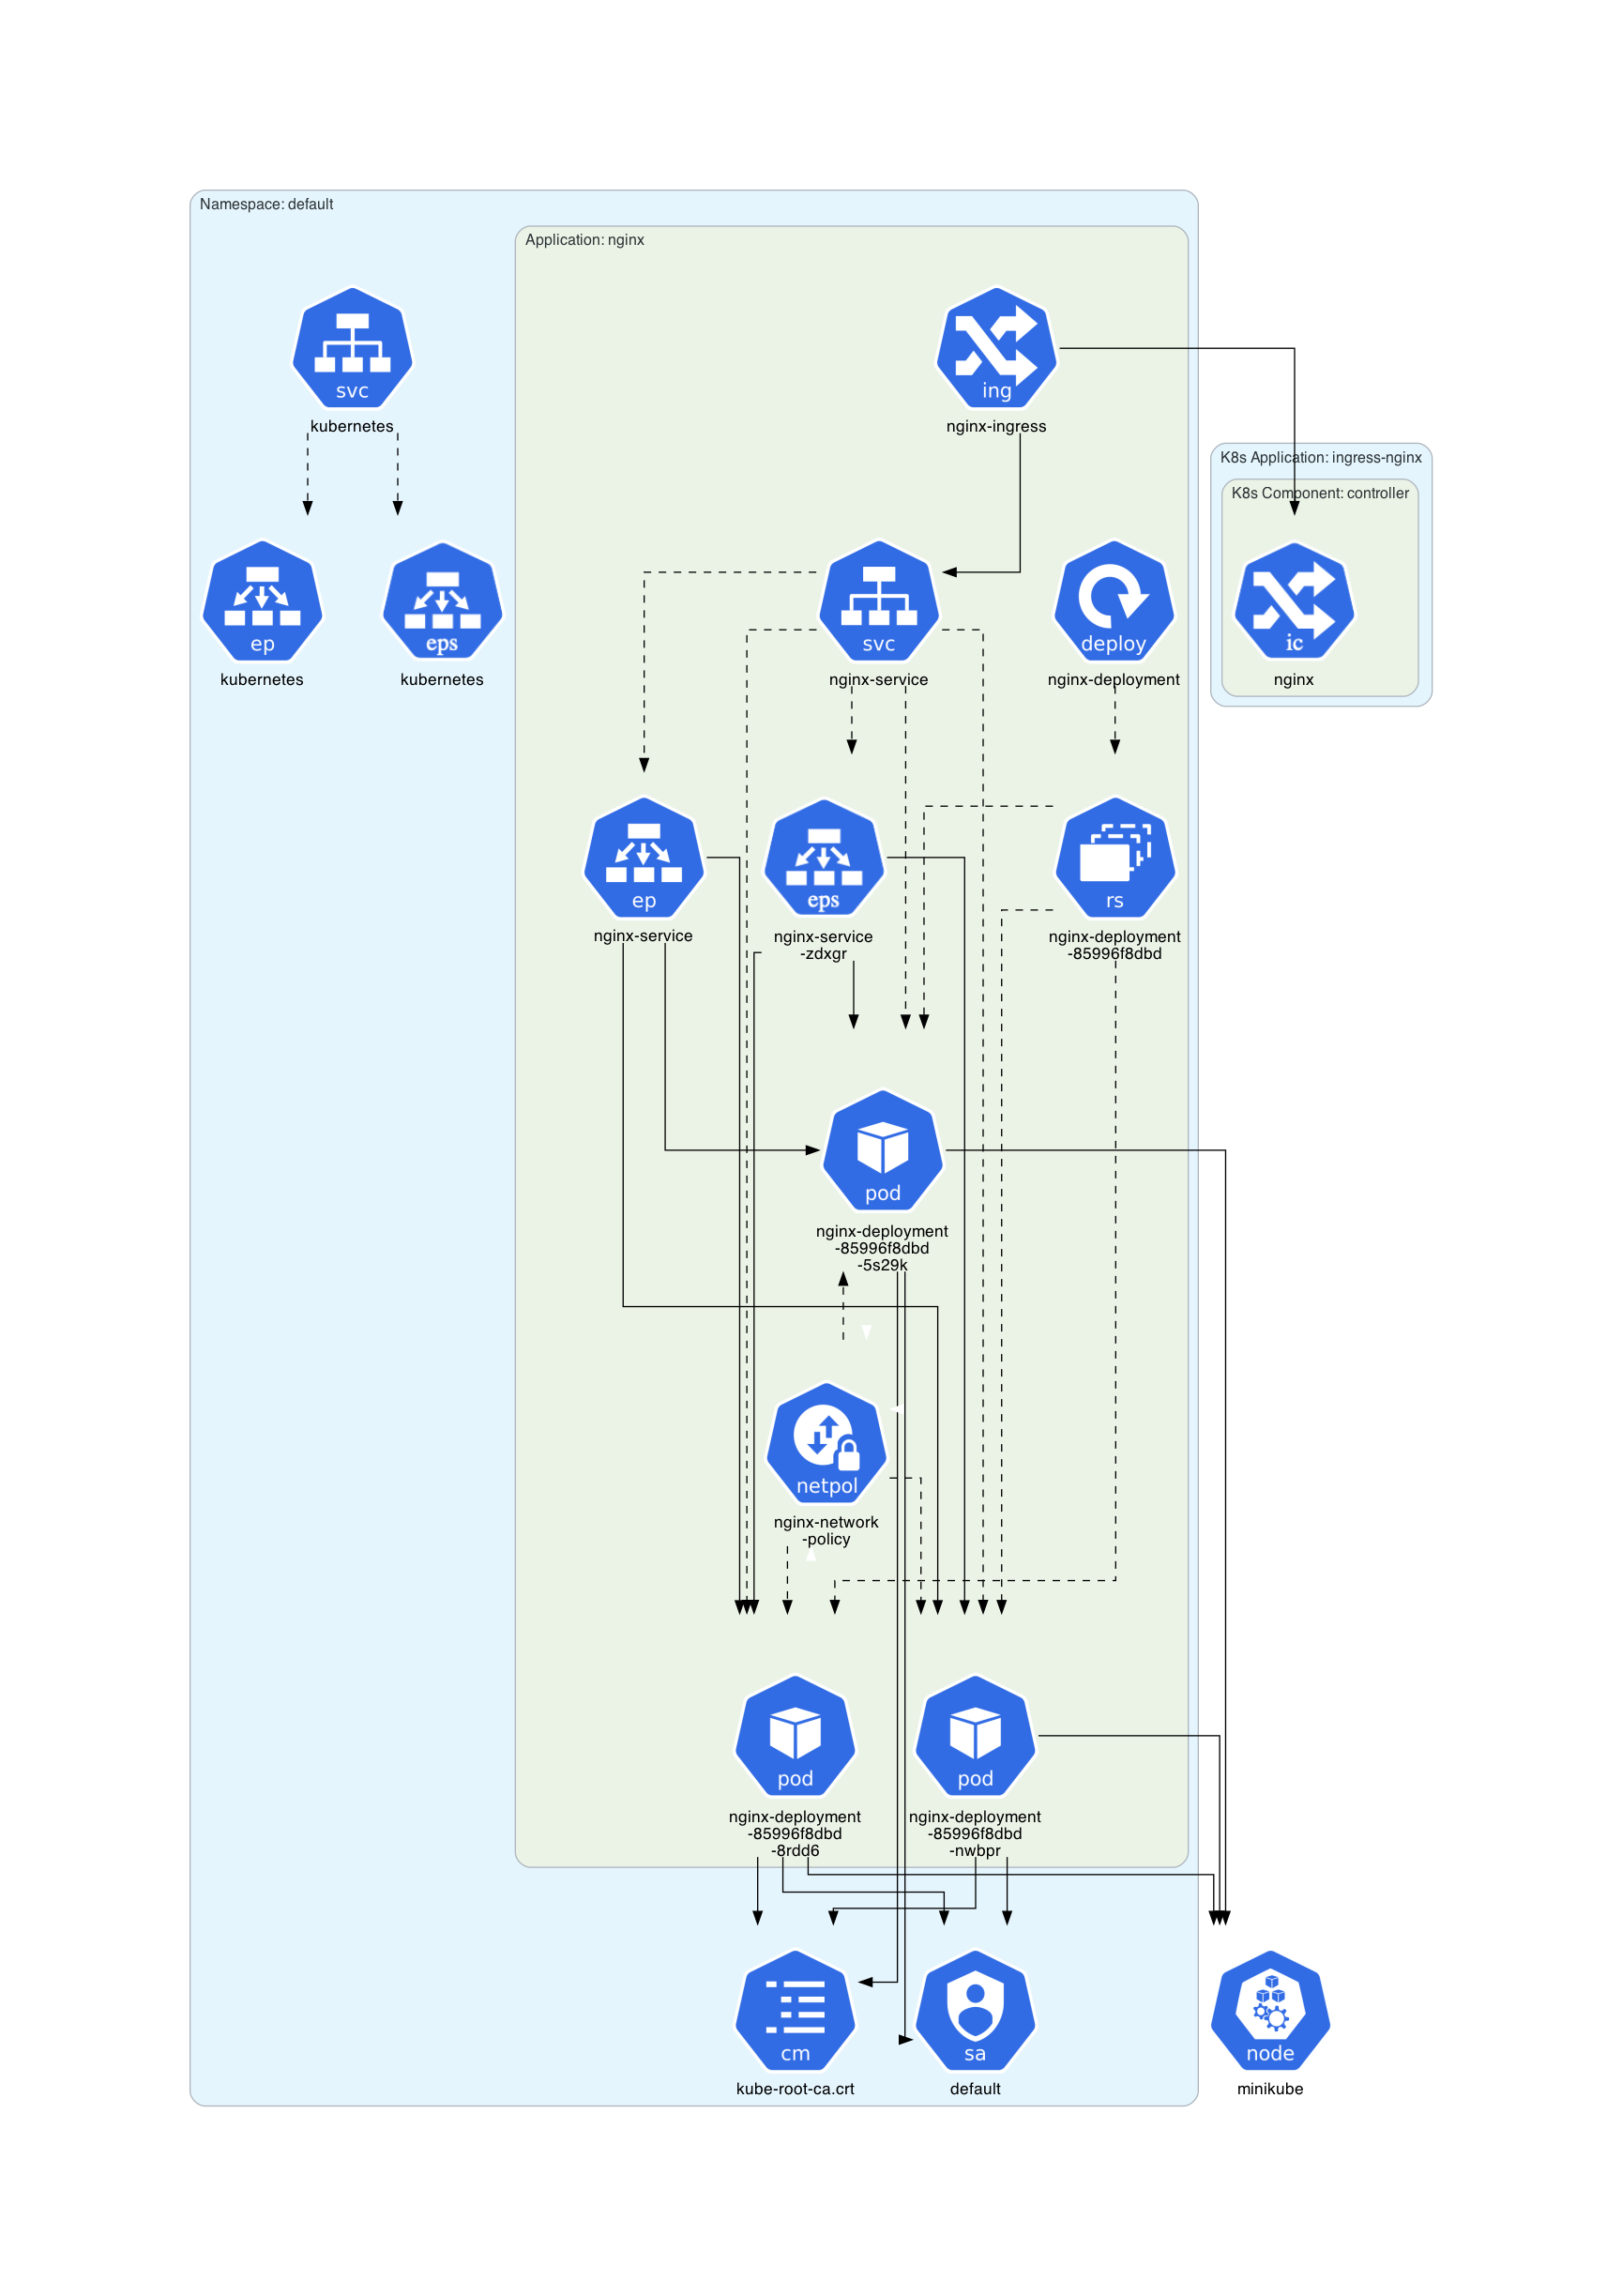 Namespace: default
Application: nginx
svc
kubernetes
ing
nginx-ingress
K8s Application: ingress-nginx
K8s Component: controller
ep
kubernetes
eps
kubernetes
svc
nginx-service
deploy
nginx-deployment
ic
nginx
ep
nginx-service
eps
nginx-service
-zdxgr
rs
nginx-deployment
-85996f8dbd
pod
nginx-deployment
-85996f8dbd
-5s29k
netpol
nginx-network
-policy
pod
nginx-deployment
-85996f8dbd
-8rdd6
pod
nginx-deployment
-85996f8dbd
-nwbpr
cm
kube-root-ca.crt
sa
default
node
minikube